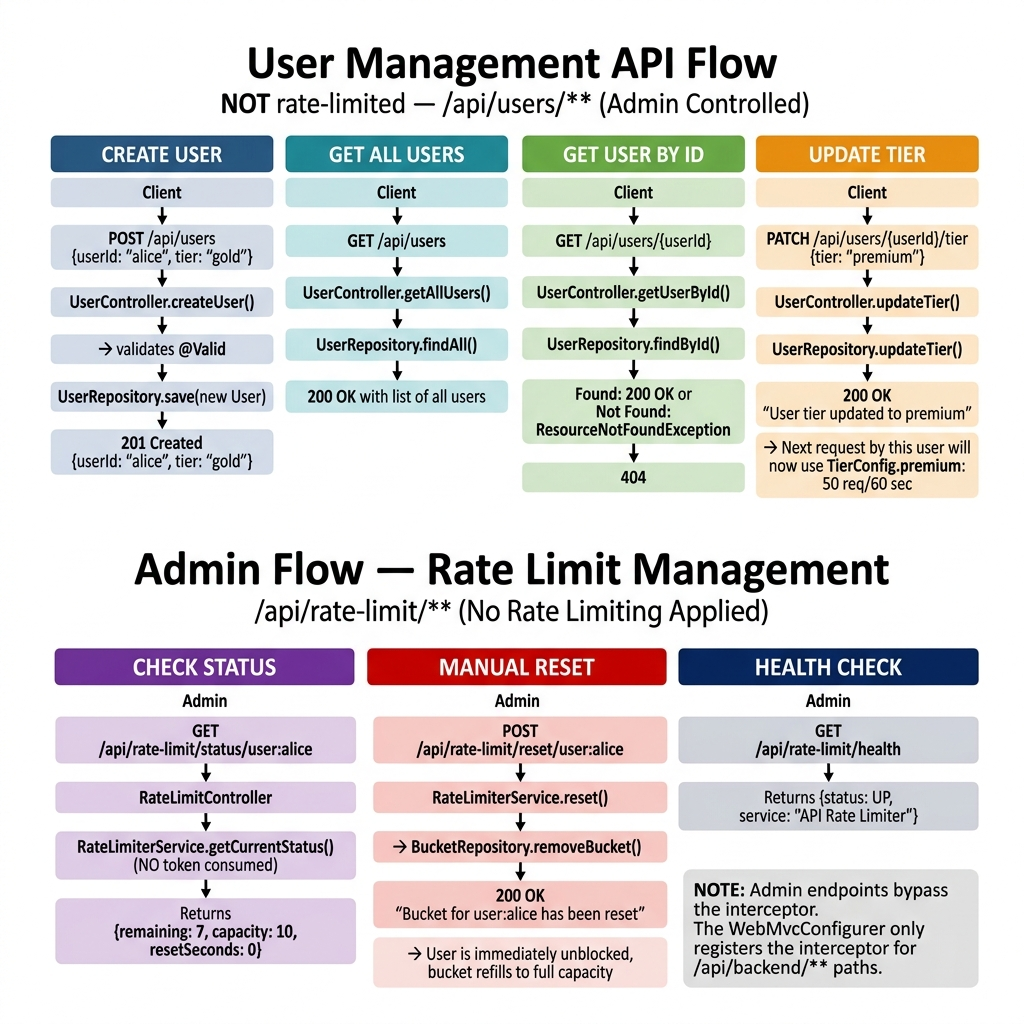 User Management API Flow
NOT rate-limited — /api/users/** (Admin Controlled)
CREATE USER
Client
POST /api/users
{userId: "alice", tier: "gold"}
UserController.createUser()
→ validates @Valid
UserRepository.save(new User)
201 Created
{userId: "alice", tier: "gold"}
GET ALL USERS
Client
GET /api/users
UserController.getAllUsers()
UserRepository.findAll()
200 OK with list of all users
GET USER BY ID
Client
GET /api/users/{userId}
UserController.getUserById()
UserRepository.findById()
Found: 200 OK or
Not Found:
ResourceNotFoundException
404
UPDATE TIER
Client
PATCH /api/users/{userId}/tier
{tier: "premium"}
UserController.updateTier()
UserRepository.updateTier()
200 OK
"User tier updated to premium"
→ Next request by this user will
now use TierConfig.premium:
50 req/60 sec
Admin Flow — Rate Limit Management
/api/rate-limit/** (No Rate Limiting Applied)
CHECK STATUS
Admin
GET
/api/rate-limit/status/user:alice
RateLimitController
RateLimiterService.getCurrentStatus()
(NO token consumed)
Returns
{remaining: 7, capacity: 10,
resetSeconds: 0}
MANUAL RESET
Admin
POST
/api/rate-limit/reset/user:alice
RateLimiterService.reset()
→ BucketRepository.removeBucket()
200 OK
"Bucket for user:alice has been reset"
→ User is immediately unblocked,
bucket refills to full capacity
HEALTH CHECK
Admin
GET
/api/rate-limit/health
Returns {status: UP,
service: "API Rate Limiter"}
NOTE: Admin endpoints bypass
the interceptor.
The WebMvcConfigurer only
registers the interceptor for
/api/backend/** paths.